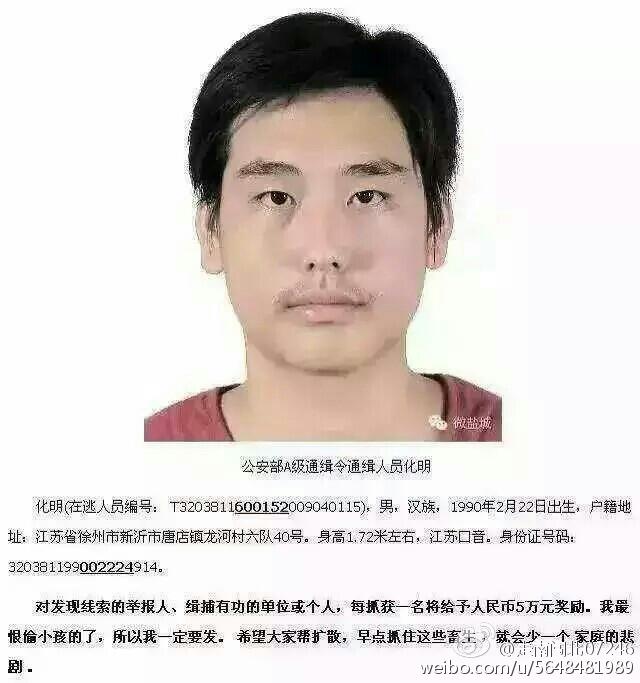 微盐城
公安部A级通缉令通缉人员化明
化明(在逃人员编号： T3203811600152009040115)，男，汉族，1990年2月22日出生，户籍地
址：江苏省徐州市新沂市唐店镇龙河村六队40号。身高1.72米左右，江苏口音。身份证号码：
320381199002224914。
对发现线索的举报人、缉捕有功的单位或个人，每抓获一名将给予人民币5万元奖励。我最
恨偷小孩的了，所以我一定要发。 希望大家帮扩散，早点抓住这些畜生，就会少一个 家庭的悲
剧 。
weibo.com/u/5648481989